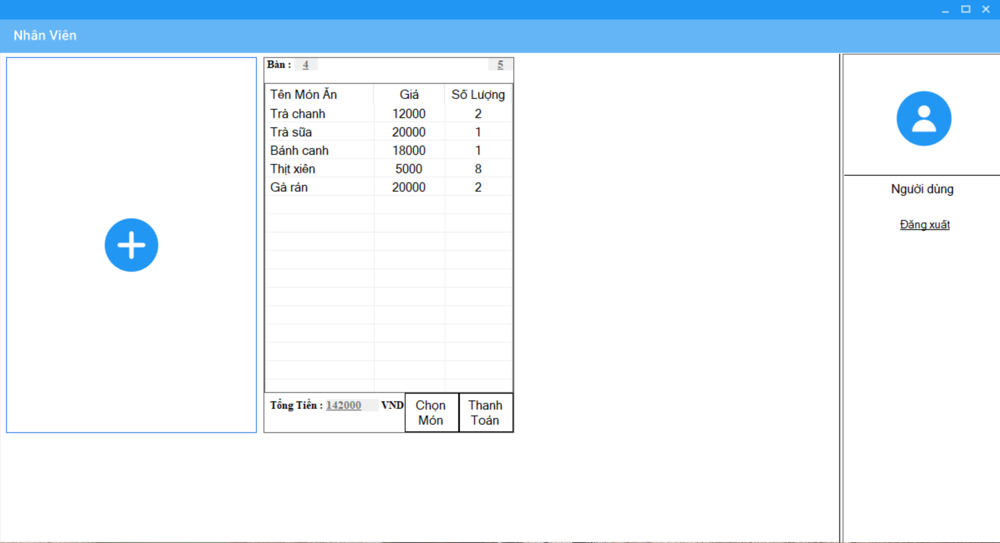 Nhân Viên
Bàn : 4 5
Tên Món Ăn Giá Số Lượng
Trà chanh 12000 2
Trà sữa 20000 1
Bánh canh 18000 1
Thịt xiên 5000 8
Gà rán 20000 2
Tổng Tiền : 142000 VND
Chọn
Món
Thanh
Toán
Người dùng
Đăng xuất